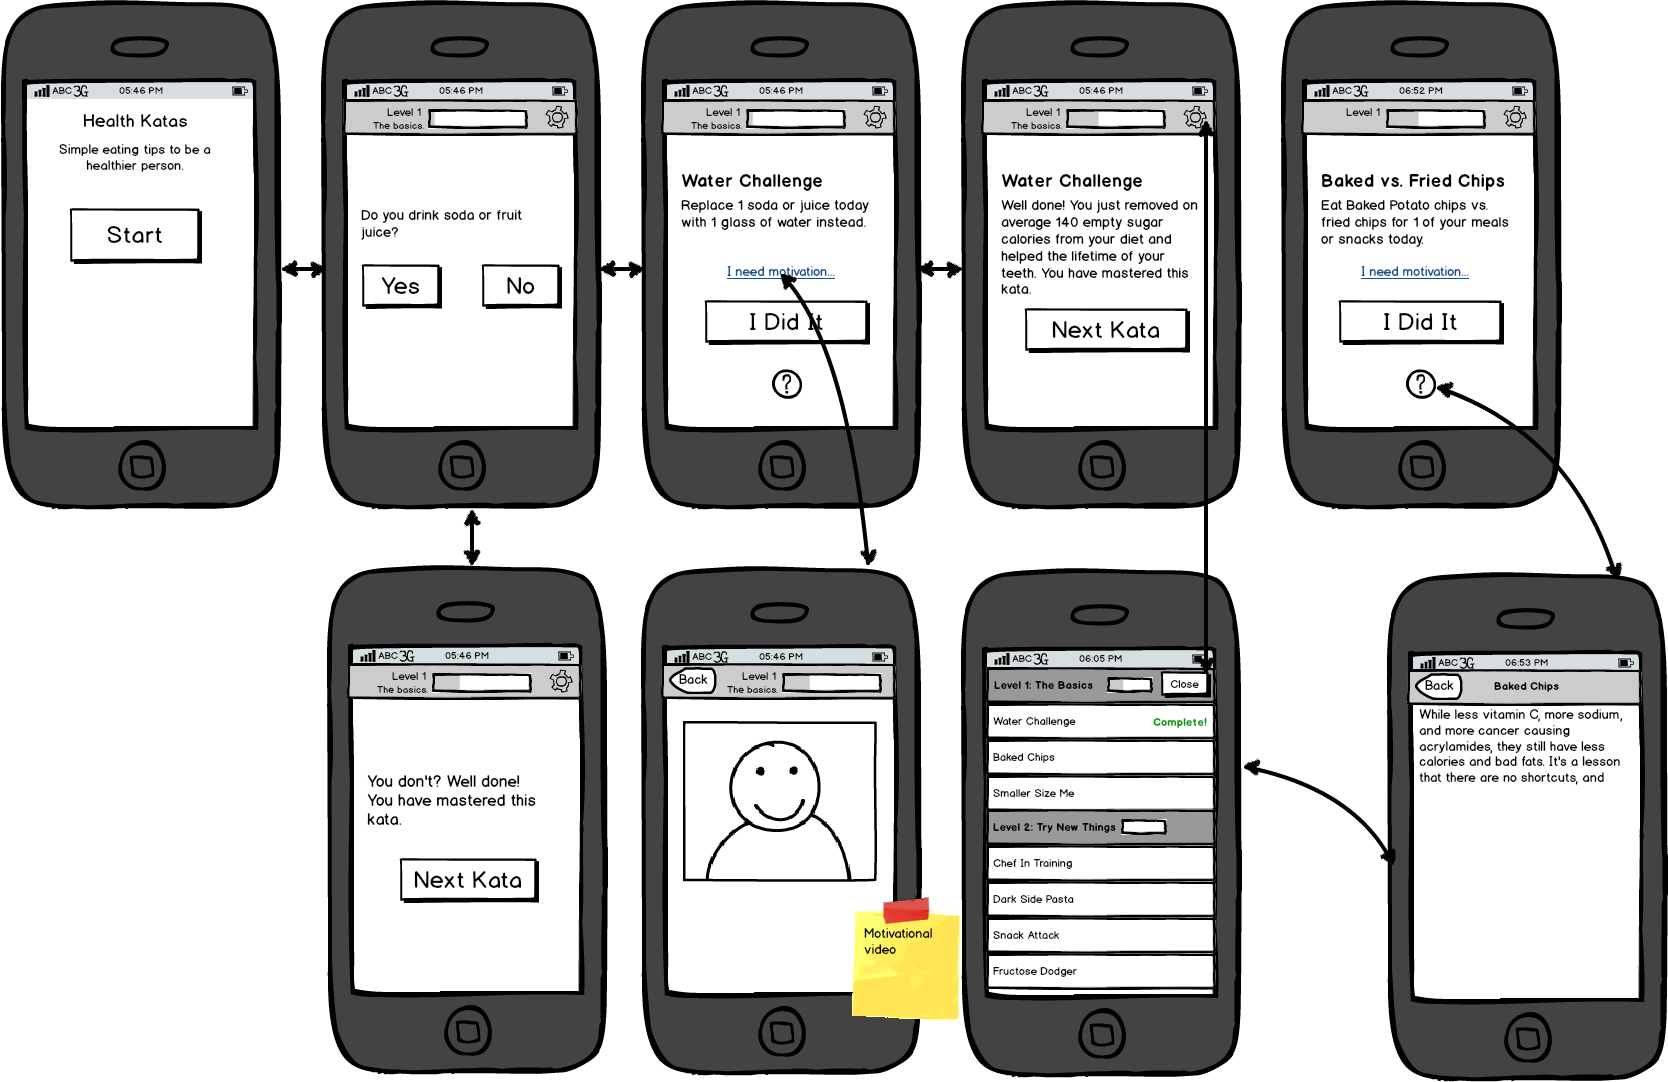 ABC 3G 05:46 PM
Health Katas
Simple eating tips to be a
healthier person.
Start
ABC 3G 05:46 PM
Level 1
The basics.
Do you drink soda or fruit
juice?
Yes No
ABC 3G 05:46 PM
Level 1
The basics.
Water Challenge
Replace 1 soda or juice today
with 1 glass of water instead.
I need motivation...
I Did It
?
ABC 3G 05:46 PM
Level 1
The basics.
Water Challenge
Well done! You just removed on
average 140 empty sugar
calories from your diet and
helped the lifetime of your
teeth. You have mastered this
kata.
Next Kata
ABC 3G 06:52 PM
Level 1
Baked vs. Fried Chips
Eat Baked Potato chips vs.
fried chips for 1 of your meals
or snacks today.
I need motivation...
I Did It
?
ABC 3G 05:46 PM
Level 1
The basics.
You don't? Well done!
You have mastered this
kata.
Next Kata
ABC 3G 05:46 PM
Back Level 1
The basics.
Motivational
video
ABC 3G 06:05 PM
Level 1: The Basics Close
Water Challenge Complete!
Baked Chips
Smaller Size Me
Level 2: Try New Things
Chef In Training
Dark Side Pasta
Snack Attack
Fructose Dodger
ABC 3G 06:53 PM
Back Baked Chips
While less vitamin C, more sodium,
and more cancer causing
acrylamides, they still have less
calories and bad fats. It's a lesson
that there are no shortcuts, and